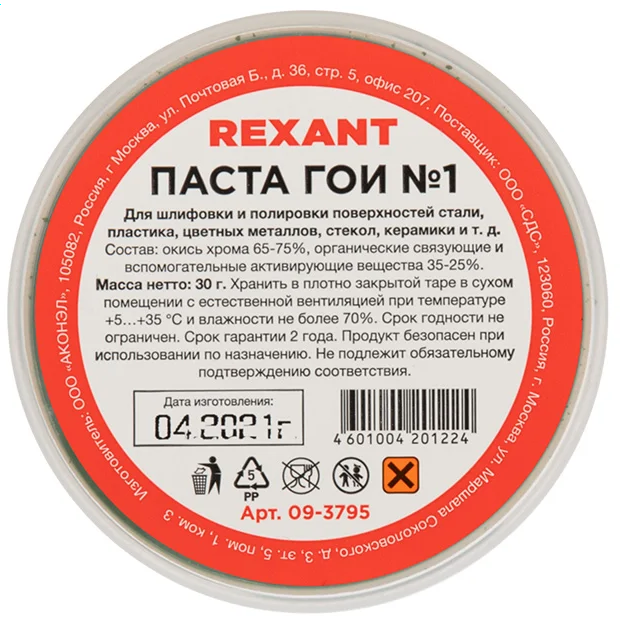 REXANT
ПАСТА ГОИ №1
Для шлифовки и полировки поверхностей стали,
пластика, цветных металлов, стекол, керамики и т. д.
Состав: окись хрома 65-75%, органические связующие и
вспомогательные активирующие вещества 35-25%.
Масса нетто: 30 г. Хранить в плотно закрытой таре в сухом
помещении с естественной вентиляцией при температуре
+5...+35 °С и влажности не более 70%. Срок годности не
ограничен. Срок гарантии 2 года. Продукт безопасен при
использовании по назначению. Не подлежит обязательному
подтверждению соответствия.
Дата изготовления:
04.2021г.
4601004201224
5
PP
Арт. 09-3795
Изготовитель: ООО "АКОНЭЛ", 105082, Россия, г Москва, ул. Почтовая Б., д. 36, стр. 5, офис 207. Поставщик: ООО "СДС", 123060, Россия, г. Москва, ул. Маршала Соколовского, д. 3, эт. 5, пом. 1, ком. 3